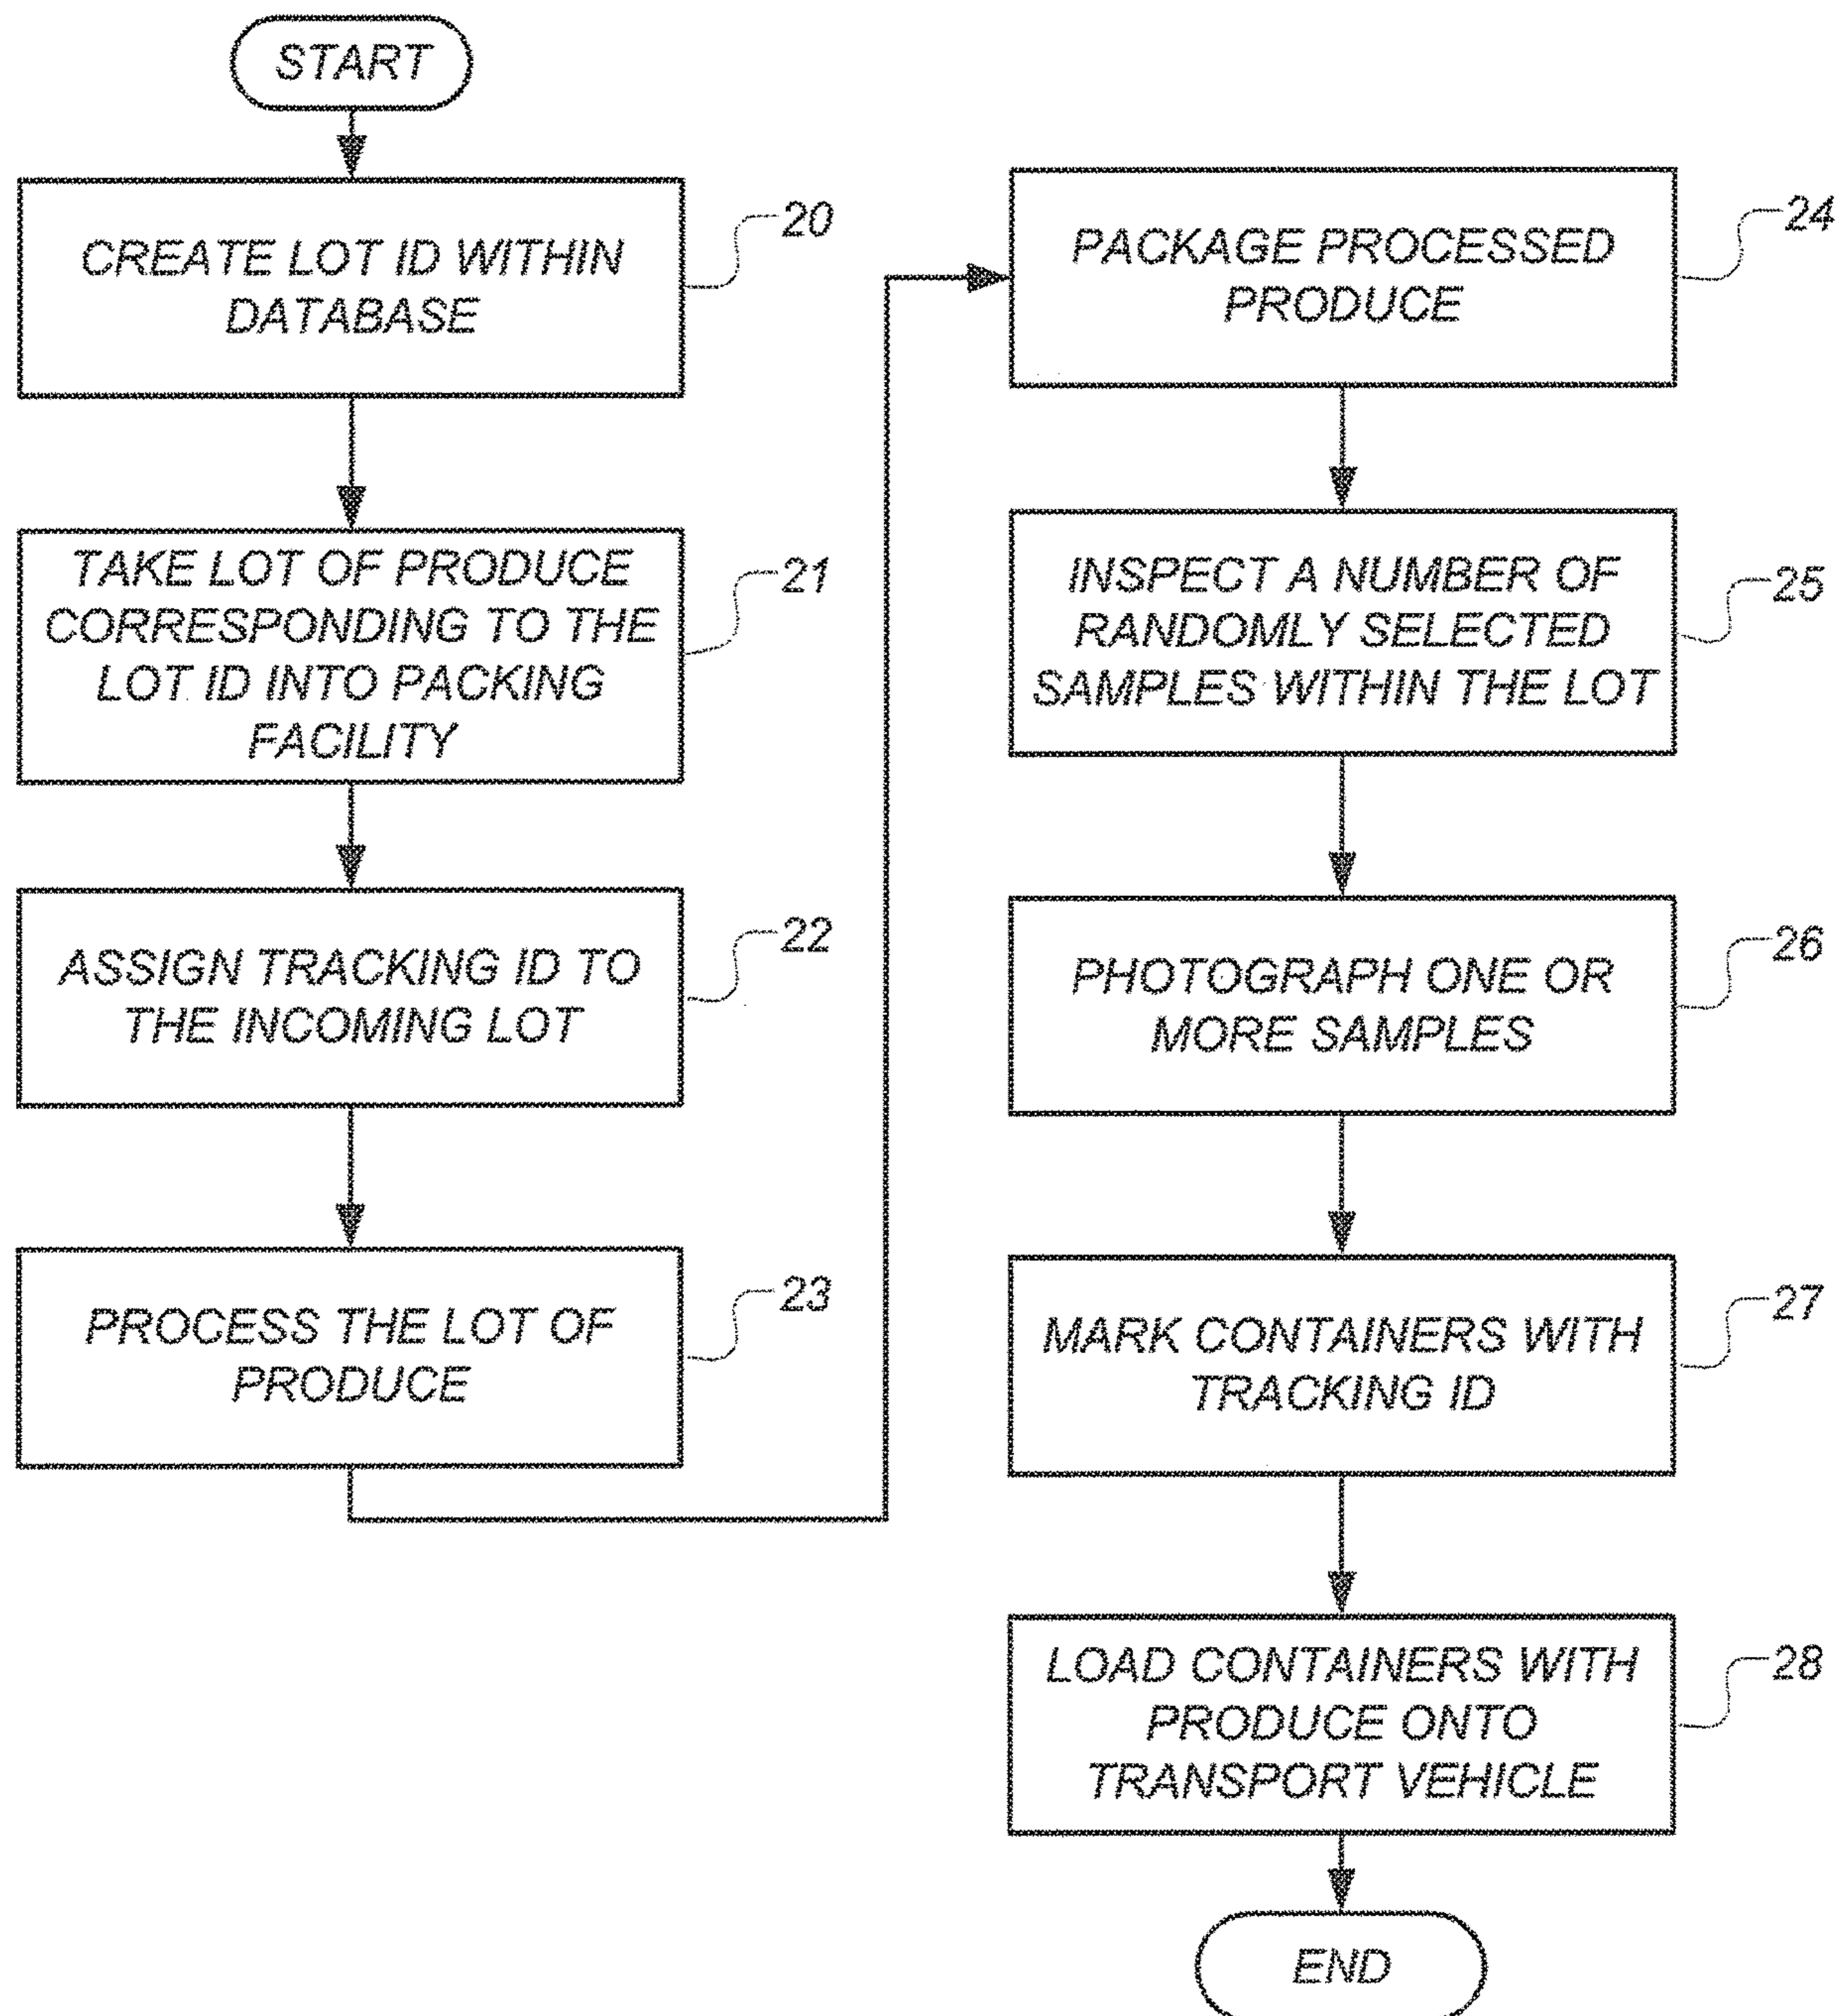 START
CREATE LOT ID WITHIN
DATABASE
20
TAKE LOT OF PRODUCE
CORRESPONDING TO THE
LOT ID INTO PACKING
FACILITY
21
ASSIGN TRACKING ID TO
THE INCOMING LOT
22
PROCESS THE LOT OF
PRODUCE
23
PACKAGE PROCESSED
PRODUCE
24
INSPECT A NUMBER OF
RANDOMLY SELECTED
SAMPLES WITHIN THE LOT
25
PHOTOGRAPH ONE OR
MORE SAMPLES
26
MARK CONTAINERS WITH
TRACKING ID
27
LOAD CONTAINERS WITH
PRODUCE ONTO
TRANSPORT VEHICLE
28
END